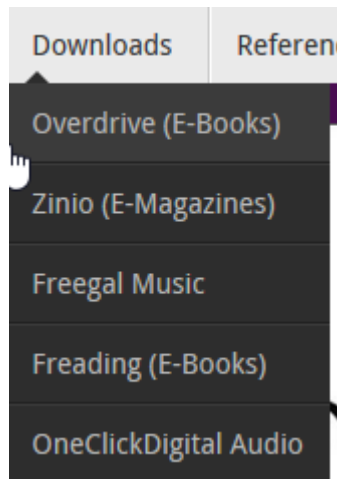 Downloads
Overdrive (E-Books)
Zinio (E-Magazines)
Freegal Music
Freading (E-Books)
OneClickDigital Audio